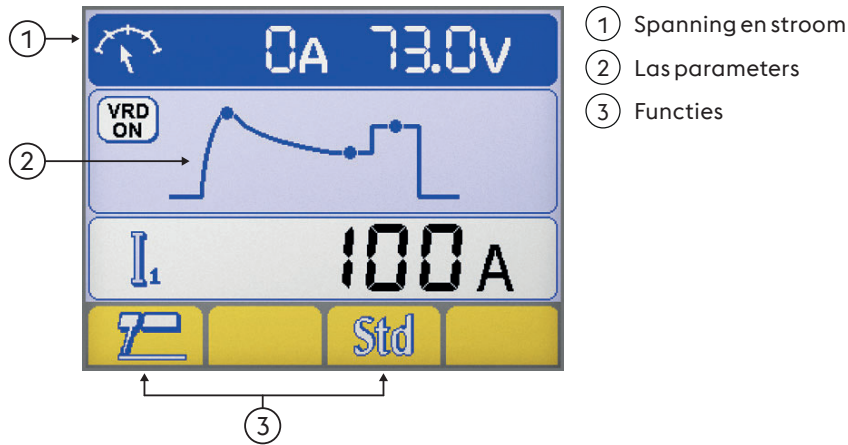 1
0A 73.0V
1 Spanning en stroom
2 Las parameters
3 Functies
VRD
ON
2
I1
100 A
Std
3